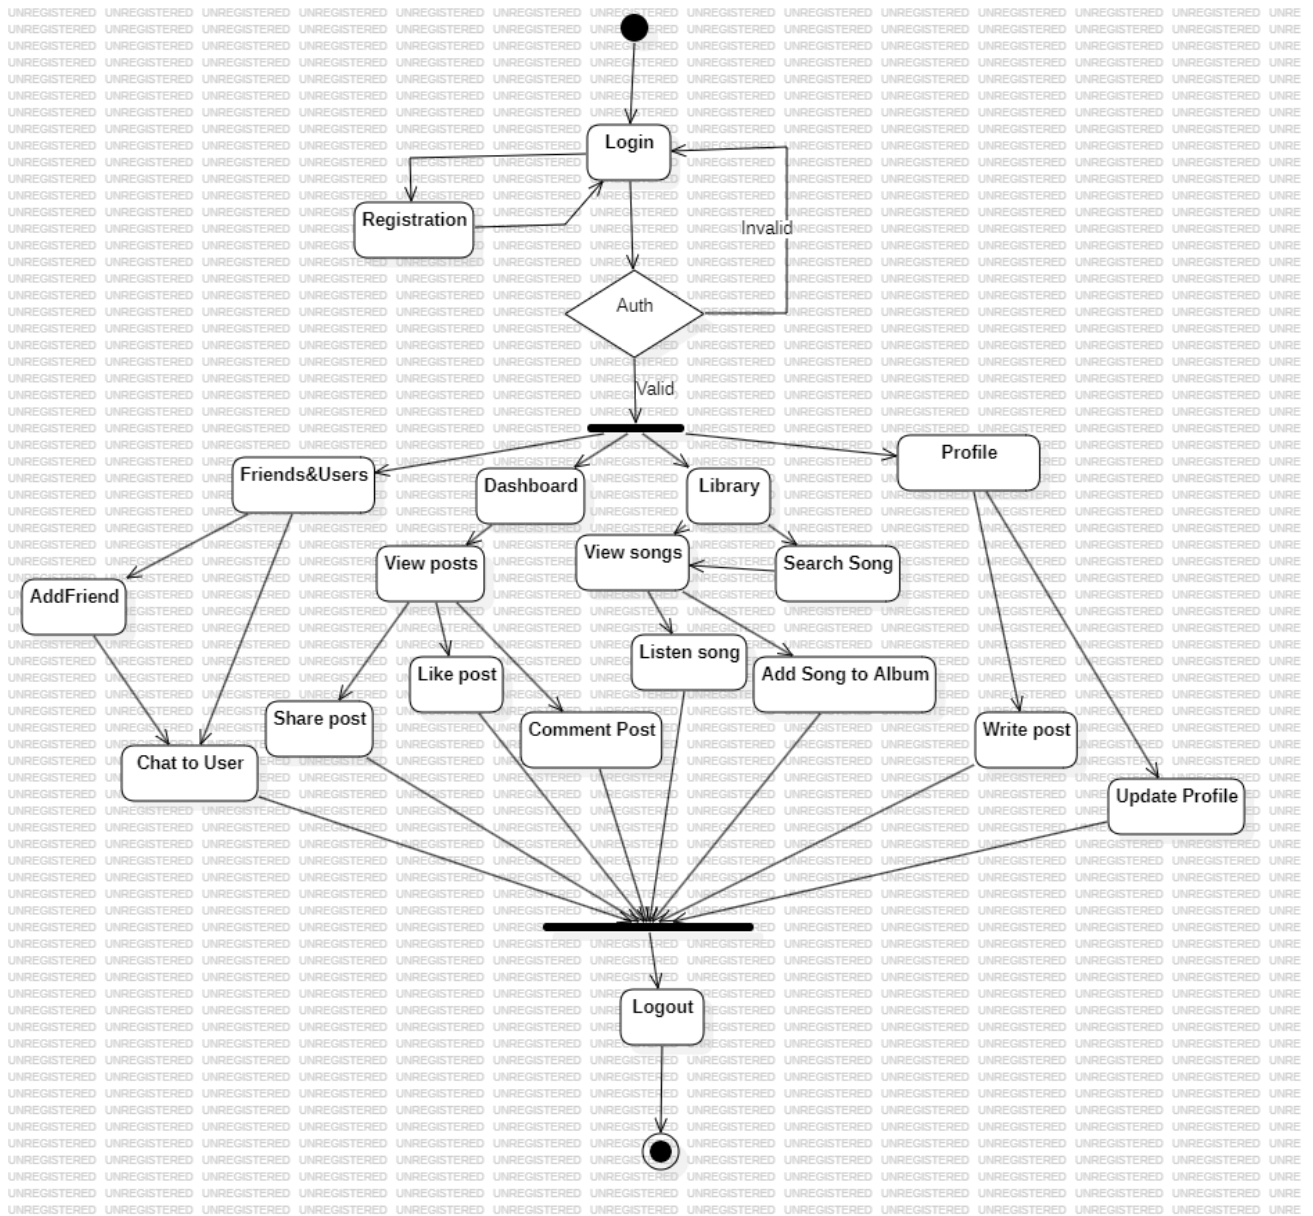 Login
Registration
Invalid
Auth
Valid
Profile
Friends&Users
Dashboard
Library
View posts
View songs
Search Song
AddFriend
Listen song
Like post
Add Song to Album
Share post
Comment Post
Write post
Chat to User
Update Profile
Logout
UNREGISTERED